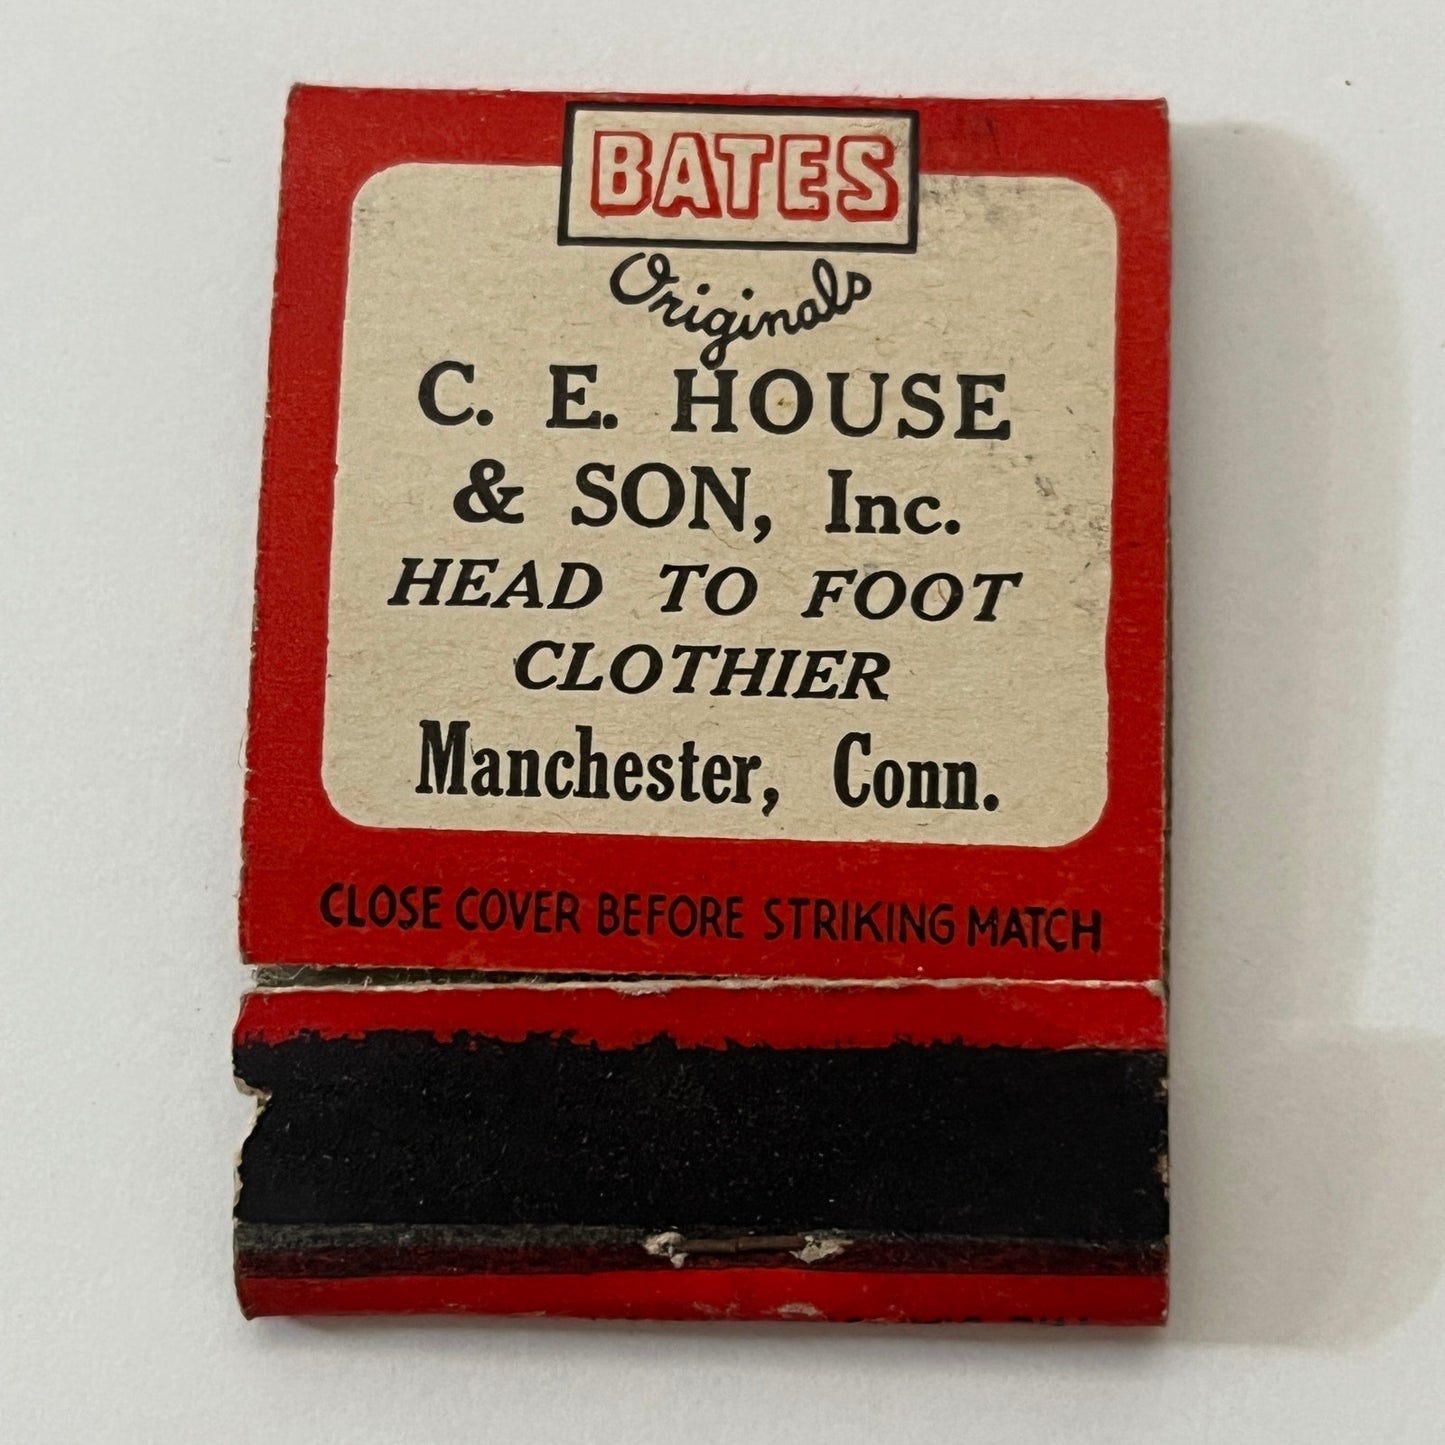 BATES
Originals
C. E. HOUSE
& SON, Inc.
HEAD TO FOOT
CLOTHIER
Manchester, Conn.
CLOSE COVER BEFORE STRIKING MATCH